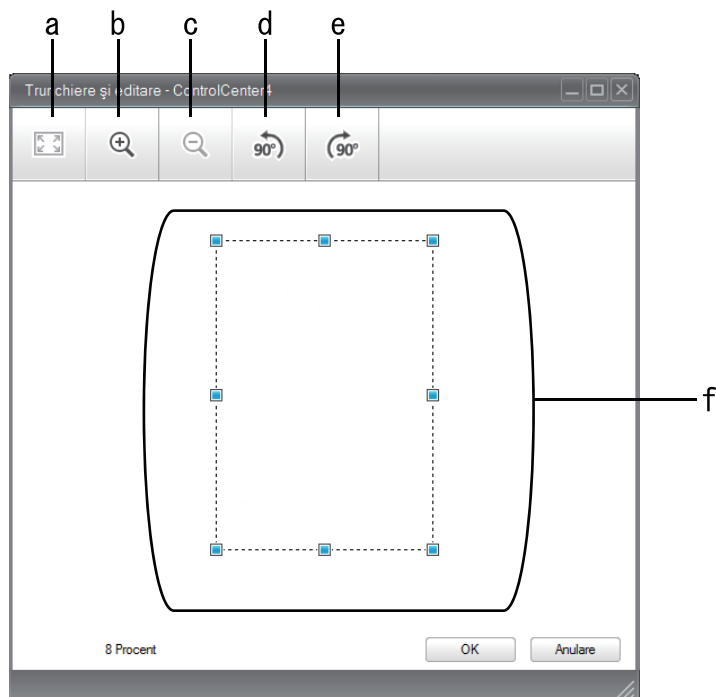 a b c d e
Trunchiere şi editare - ControlCenter4
90° 90°
f
8 Procent OK Anulare